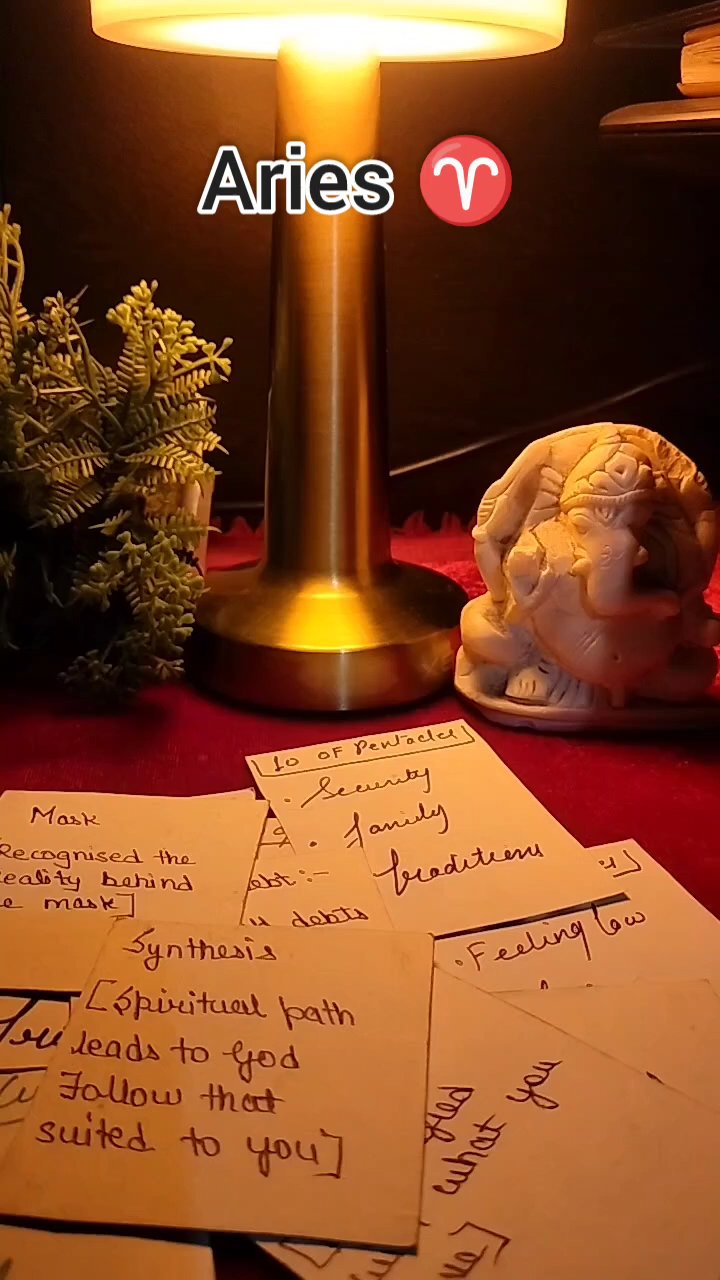 Aries ♈
10 OF Pentacles
. Security
. family
traditions
Mask
Recognised the
reality behind
e mask]
ebt:-
debts
. Feeling low
Synthesis
[Spiritual path
leads to God
Follow that
suited to you]
what you